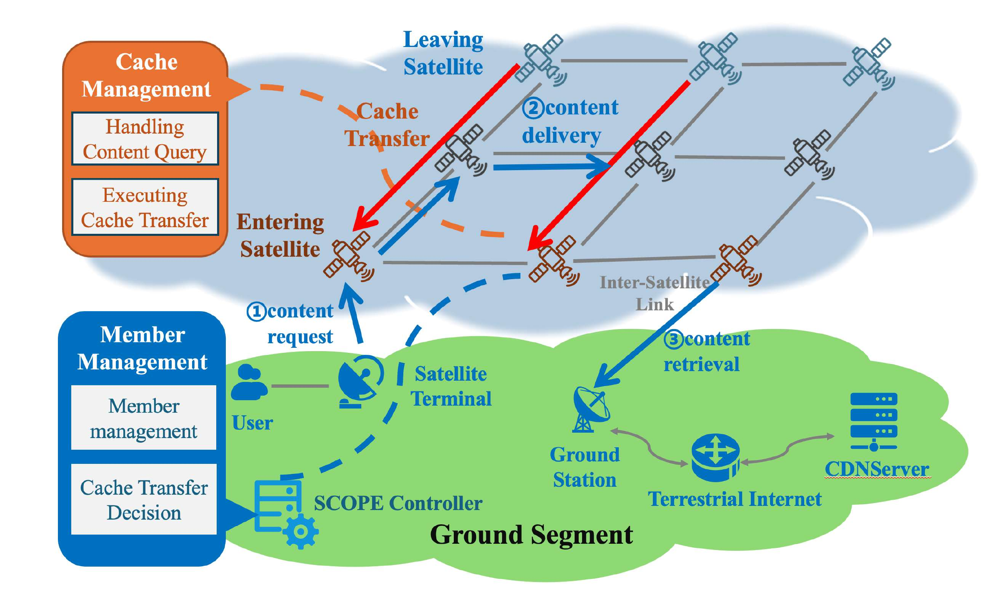 Cache
Management
Handling
Content Query
Executing
Cache Transfer
Leaving
Satellite
Cache
Transfer
②content
delivery
Entering
Satellite
Inter-Satellite
Link
①content
request
③content
retrieval
Member
Management
Member
management
Cache Transfer
Decision
User
Satellite
Terminal
Ground
Station
Terrestrial Internet
CDNServer
SCOPE Controller
Ground Segment